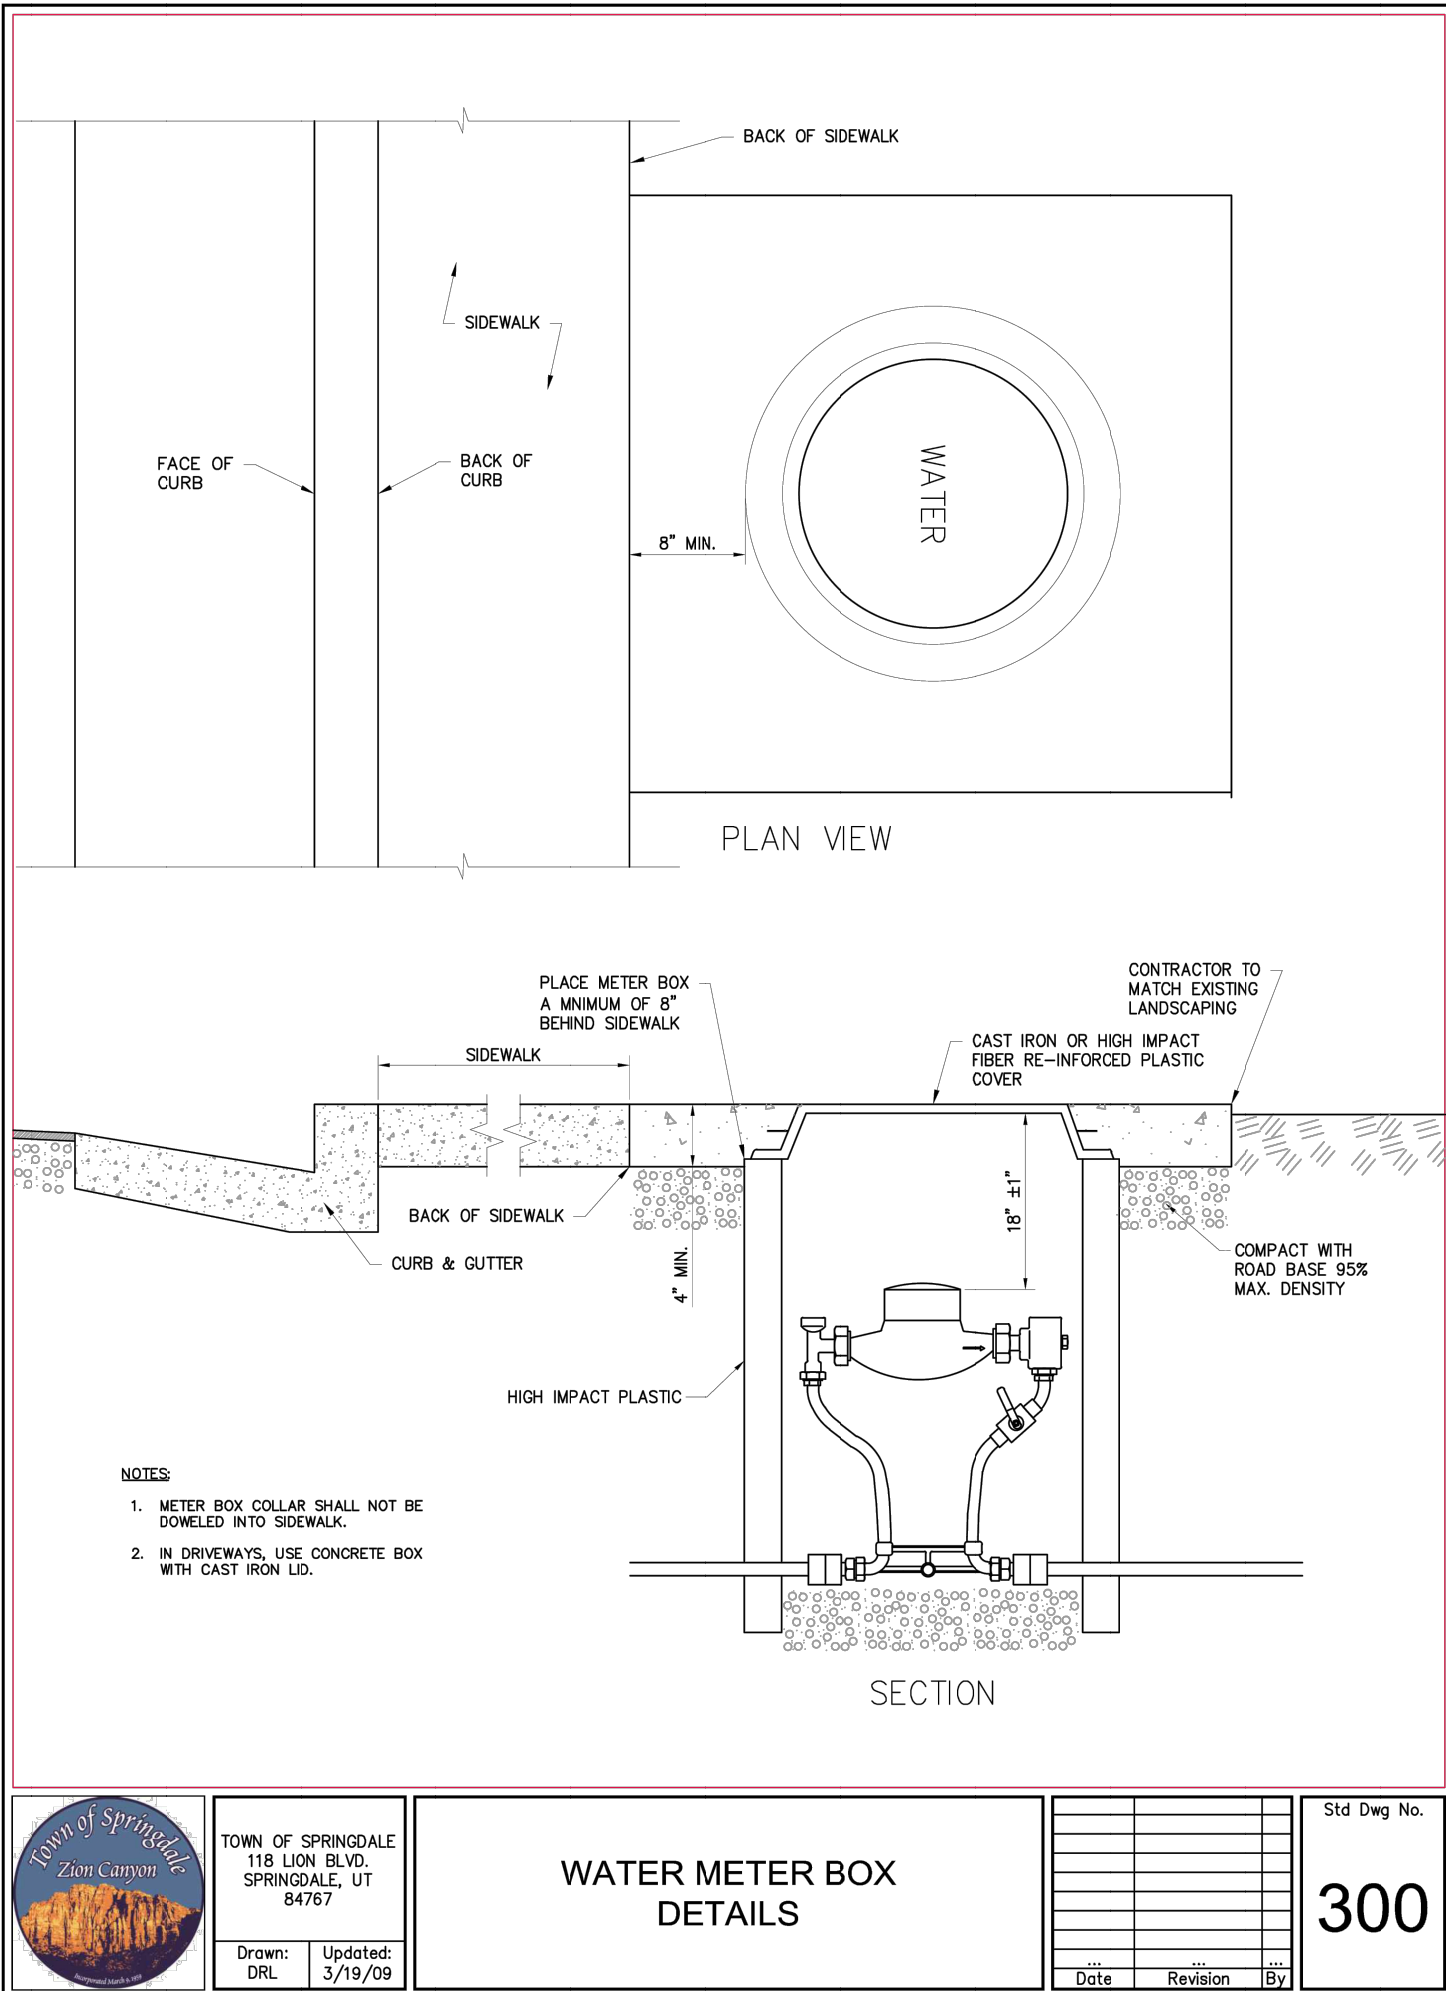 BACK OF SIDEWALK
SIDEWALK
FACE OF
CURB
BACK OF
CURB
WATER
8" MIN.
PLAN VIEW
PLACE METER BOX
A MNIMUM OF 8"
BEHIND SIDEWALK
CONTRACTOR TO
MATCH EXISTING
LANDSCAPING
CAST IRON OR HIGH IMPACT
FIBER RE-INFORCED PLASTIC
COVER
SIDEWALK
BACK OF SIDEWALK
CURB & GUTTER
4" MIN.
18" ±1"
COMPACT WITH
ROAD BASE 95%
MAX. DENSITY
HIGH IMPACT PLASTIC
NOTES:
1. METER BOX COLLAR SHALL NOT BE
DOWELED INTO SIDEWALK.
2. IN DRIVEWAYS, USE CONCRETE BOX
WITH CAST IRON LID.
SECTION
Town of Springdale
Zion Canyon
Incorporated March 9, 1959
TOWN OF SPRINGDALE
118 LION BLVD.
SPRINGDALE, UT
84767
Drawn:
DRL
Updated:
3/19/09
WATER METER BOX
DETAILS
... ... ...
Date Revision By
Std Dwg No.
300